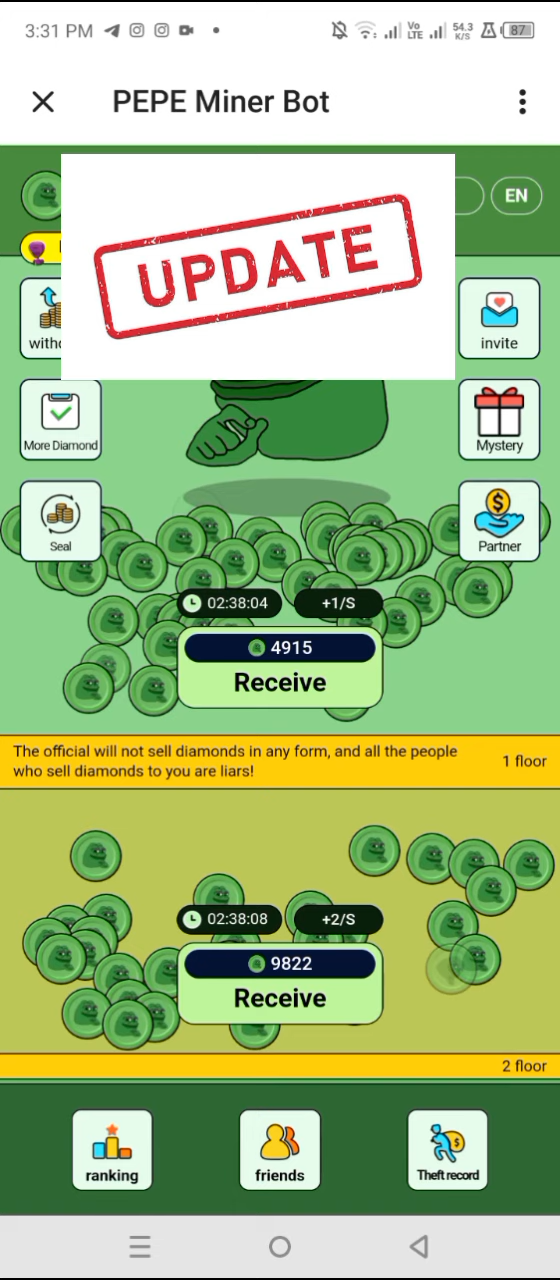 3:31 PM
Vo LTE
54.3 K/S
87
PEPE Miner Bot
EN
UPDATE
invite
More Diamond
Mystery
Seal
Partner
02:38:04
+1/S
4915
Receive
The official will not sell diamonds in any form, and all the people
who sell diamonds to you are liars!
1 floor
02:38:08
+2/S
9822
Receive
2 floor
ranking
friends
Theft record